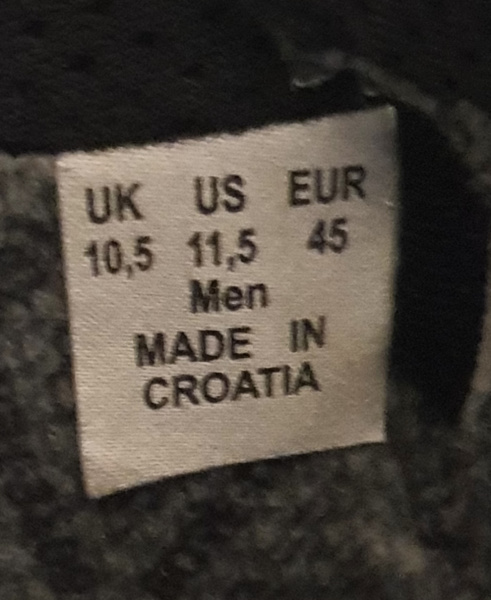 UK US EUR
10,5 11,5 45
Men
MADE IN
CROATIA